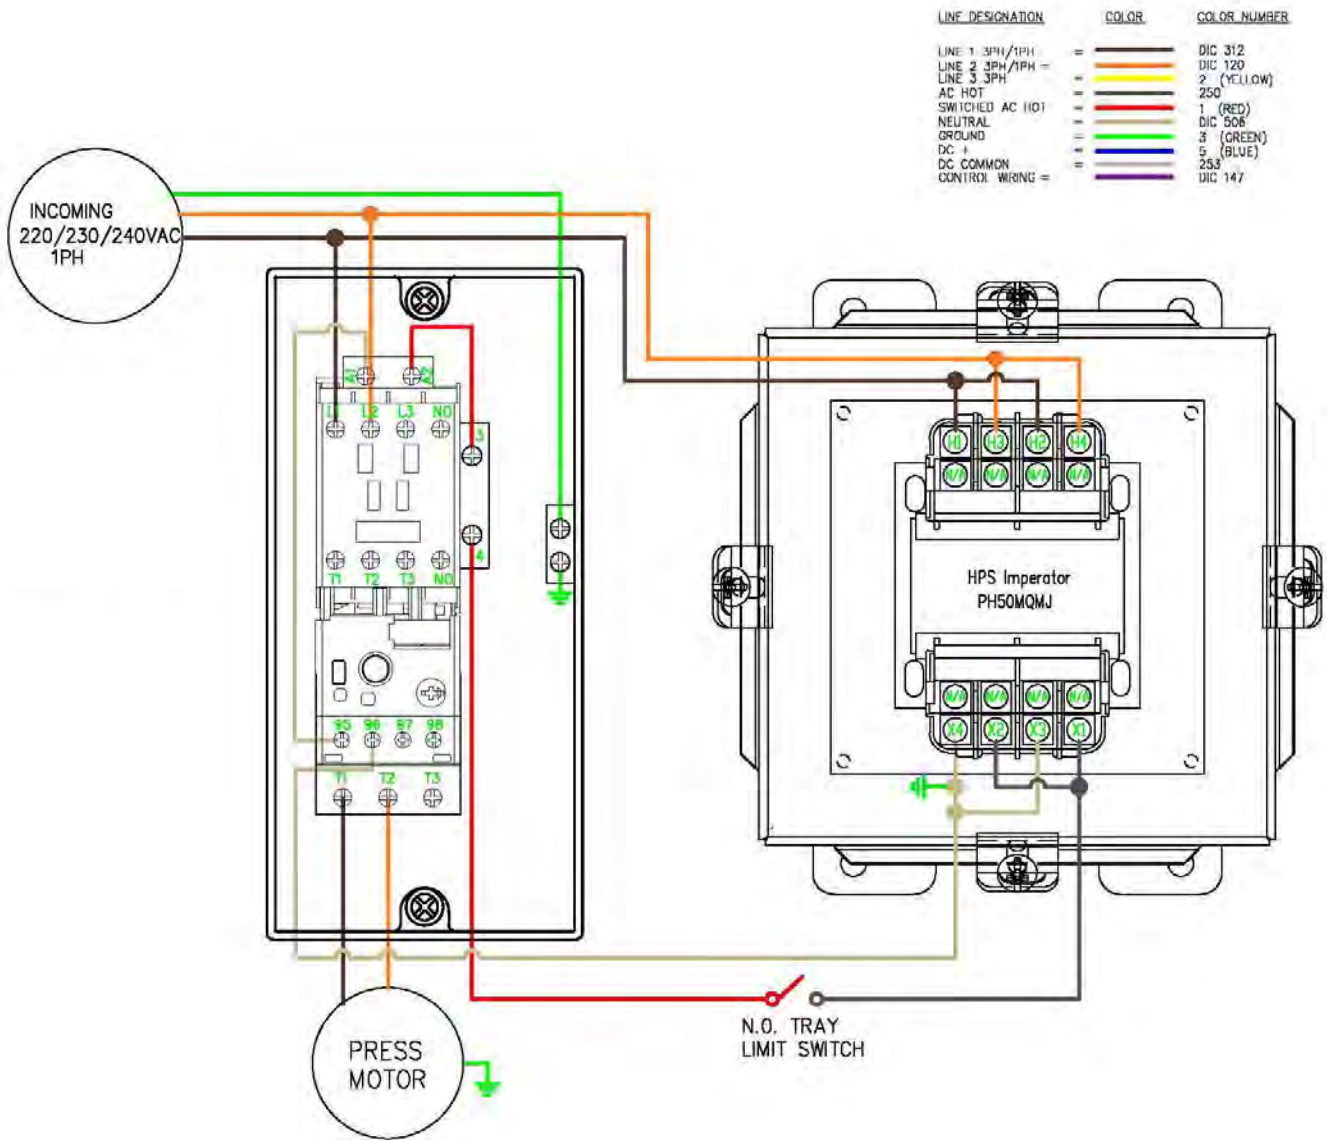 LINE DESIGNATION COLOR COLOR NUMBER
LINE 1 3PH/1PH = DIC 312
LINE 2 3PH/1PH = DIC 120
LINE 3 3PH = 2 (YELLOW)
AC HOT = 250
SWITCHED AC HOT = 1 (RED)
NEUTRAL = DIC 506
GROUND = 3 (GREEN)
DC + = 5 (BLUE)
DC COMMON = 253
CONTROL WIRING = DIC 147
INCOMING
220/230/240VAC
1PH
A1 A2
L1 L2 L3 NO
3
4
T1 T2 T3 NO
95 96 97 98
T1 T2 T3
H1 H3 H2 H4
N/A N/A N/A N/A
HPS Imperator
PH50MQMJ
N/A N/A N/A N/A
X4 X2 X3 X1
N.O. TRAY
LIMIT SWITCH
PRESS
MOTOR